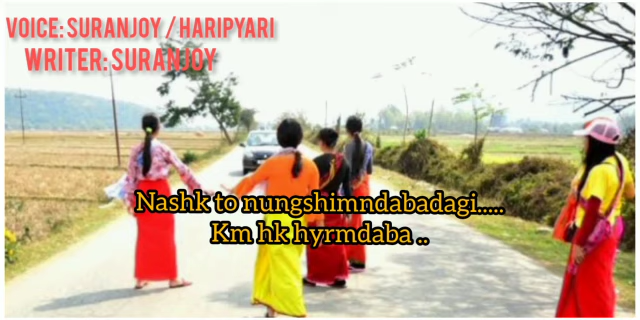 VOICE: SURANJOY / HARIPYARI
WRITER: SURANJOY
Nashk to nungshimndabadagi.....
Km hk hyrmdaba ..